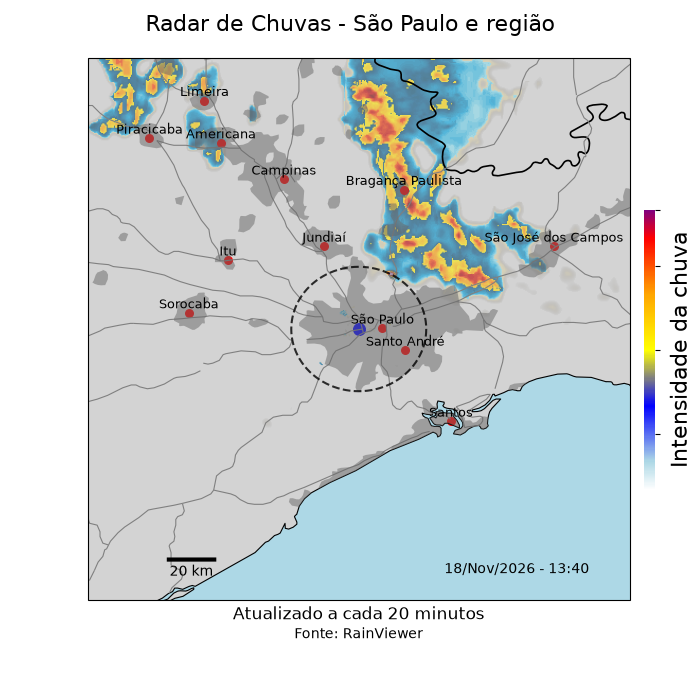 Radar de Chuvas - São Paulo e região
Limeira
Piracicaba
Americana
Campinas
Bragança Paulista
Jundiaí
São José dos Campos
Itu
Sorocaba
São Paulo
Santo André
Santos
20 km
18/Nov/2026 - 13:40
Intensidade da chuva
Atualizado a cada 20 minutos
Fonte: RainViewer